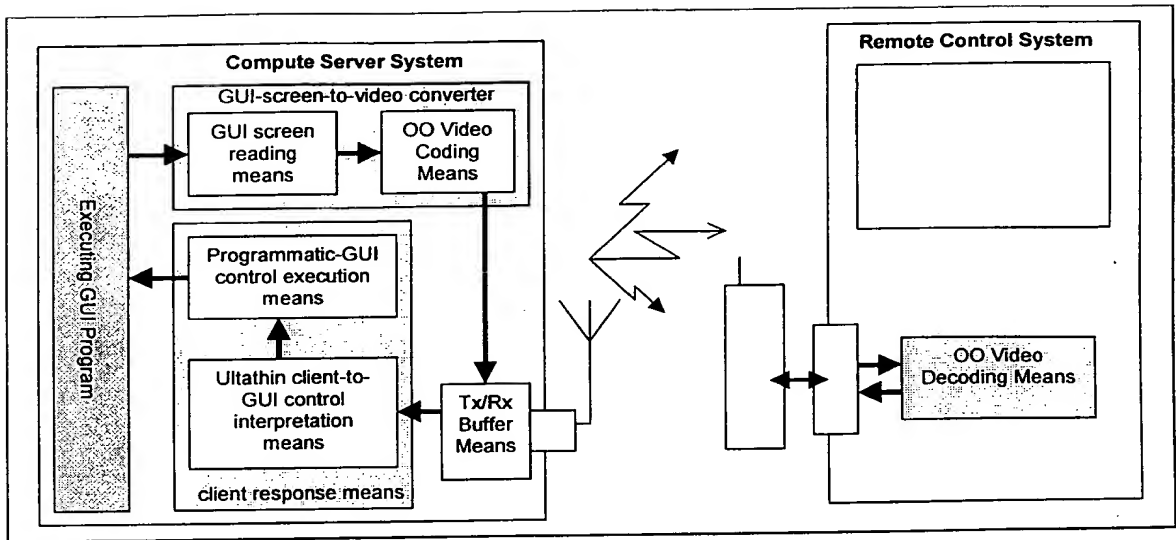 Compute Server System
GUI-screen-to-video converter
GUI screen
reading
means
OO Video
Coding
Means
Executing GUI Program
Programmatic-GUI
control execution
means
Ultathin client-to-
GUI control
interpretation
means
client response means
Tx/Rx
Buffer
Means
Remote Control System
OO Video
Decoding Means